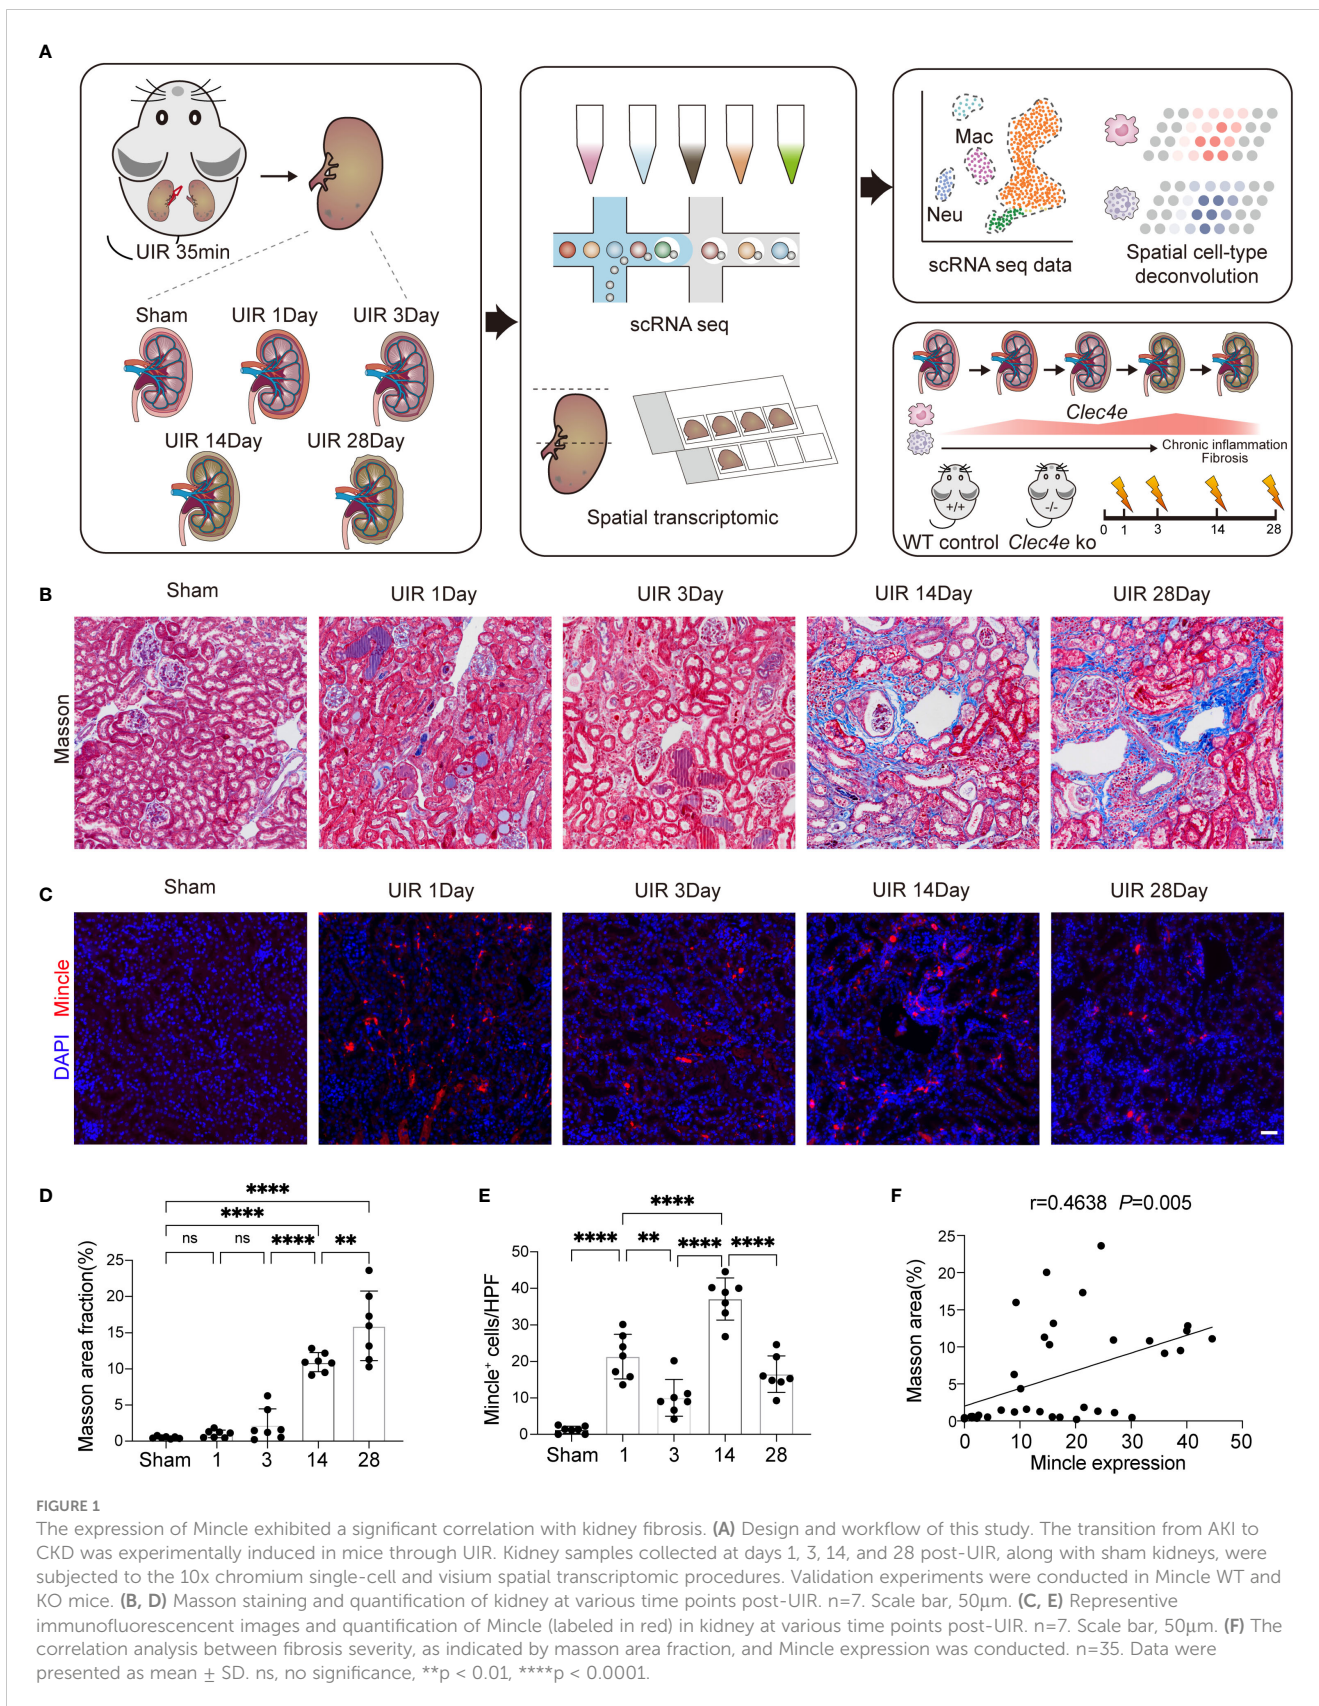 A
UIR 35min
Sham
UIR 1Day
UIR 3Day
UIR 14Day
UIR 28Day
scRNA seq
Spatial transcriptomic
Mac
Neu
scRNA seq data
Spatial cell-type
deconvolution
Clec4e
Chronic inflammation
Fibrosis
+/+
-/-
WT control
Clec4e ko
0 1 3 14 28
B
Sham
UIR 1Day
UIR 3Day
UIR 14Day
UIR 28Day
Masson
C
Sham
UIR 1Day
UIR 3Day
UIR 14Day
UIR 28Day
DAPI Mincle
D
****
****
ns ns **** **
Masson area fraction(%)
25
20
15
10
5
0
Sham 1 3 14 28
E
****
**** ** **** ****
Mincle⁺ cells/HPF
50
40
30
20
10
0
Sham 1 3 14 28
F
r=0.4638 P=0.005
Masson area(%)
25
20
15
10
5
0
0 10 20 30 40 50
Mincle expression
FIGURE 1
The expression of Mincle exhibited a significant correlation with kidney fibrosis. (A) Design and workflow of this study. The transition from AKI to
CKD was experimentally induced in mice through UIR. Kidney samples collected at days 1, 3, 14, and 28 post-UIR, along with sham kidneys, were
subjected to the 10x chromium single-cell and visium spatial transcriptomic procedures. Validation experiments were conducted in Mincle WT and
KO mice. (B, D) Masson staining and quantification of kidney at various time points post-UIR. n=7. Scale bar, 50μm. (C, E) Representive
immunofluorescencent images and quantification of Mincle (labeled in red) in kidney at various time points post-UIR. n=7. Scale bar, 50μm. (F) The
correlation analysis between fibrosis severity, as indicated by masson area fraction, and Mincle expression was conducted. n=35. Data were
presented as mean ± SD. ns, no significance, **p < 0.01, ****p < 0.0001.